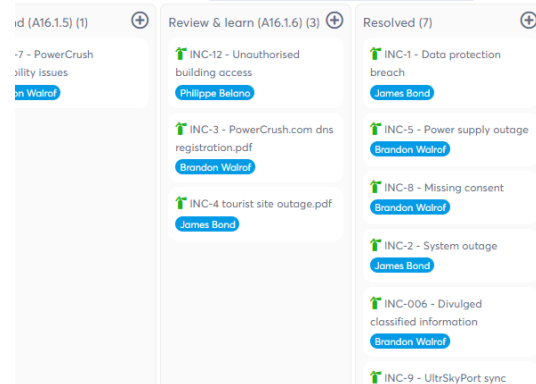 d (A16.1.5) (1)
-7 - PowerCrush
bility issues
on Walrof
Review & learn (A16.1.6) (3)
INC-12 - Unauthorised
building access
Philippe Belano
INC-3 - PowerCrush.com dns
registration.pdf
Brandon Walrof
INC-4 tourist site outage.pdf
James Bond
Resolved (7)
INC-1 - Data protection
breach
James Bond
INC-5 - Power supply outage
Brandon Walrof
INC-8 - Missing consent
Brandon Walrof
INC-2 - System outage
James Bond
INC-006 - Divulged
classified information
Brandon Walrof
INC-9 - UltrSkyPort sync